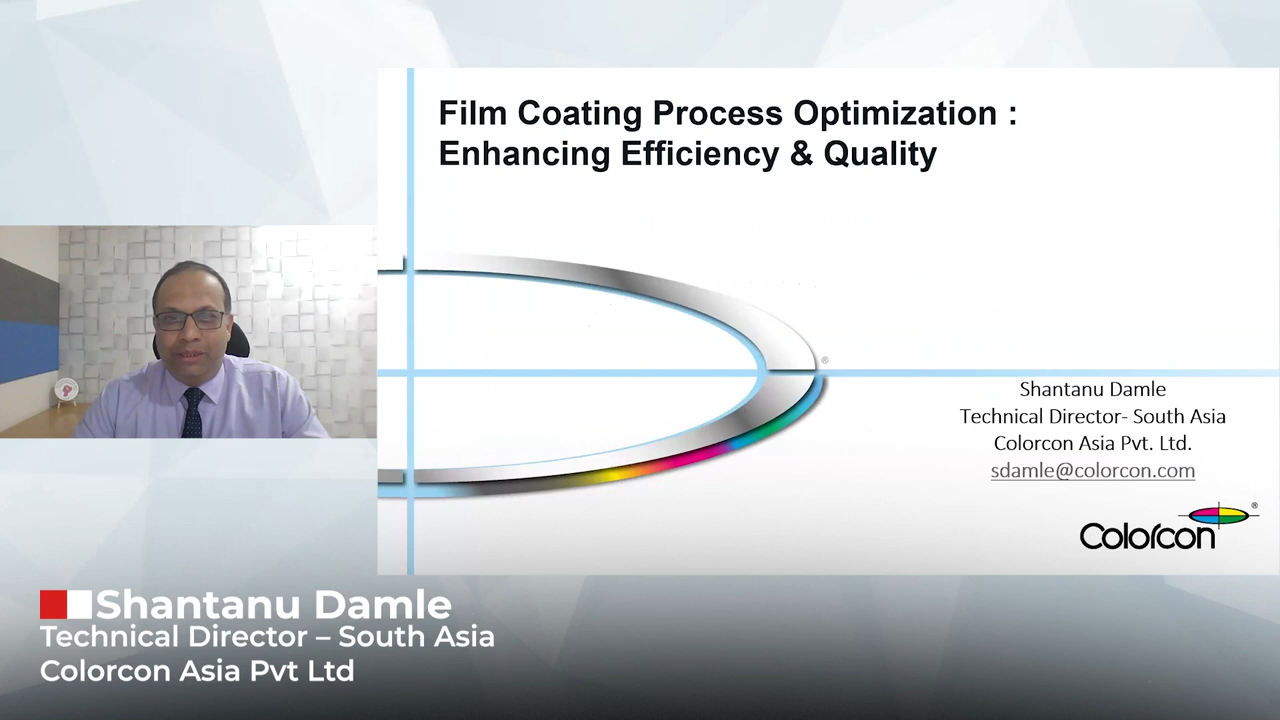 Film Coating Process Optimization :
Enhancing Efficiency & Quality
®
Shantanu Damle
Technical Director- South Asia
Colorcon Asia Pvt. Ltd.
sdamle@colorcon.com
®
Colorcon
Shantanu Damle
Technical Director – South Asia
Colorcon Asia Pvt Ltd